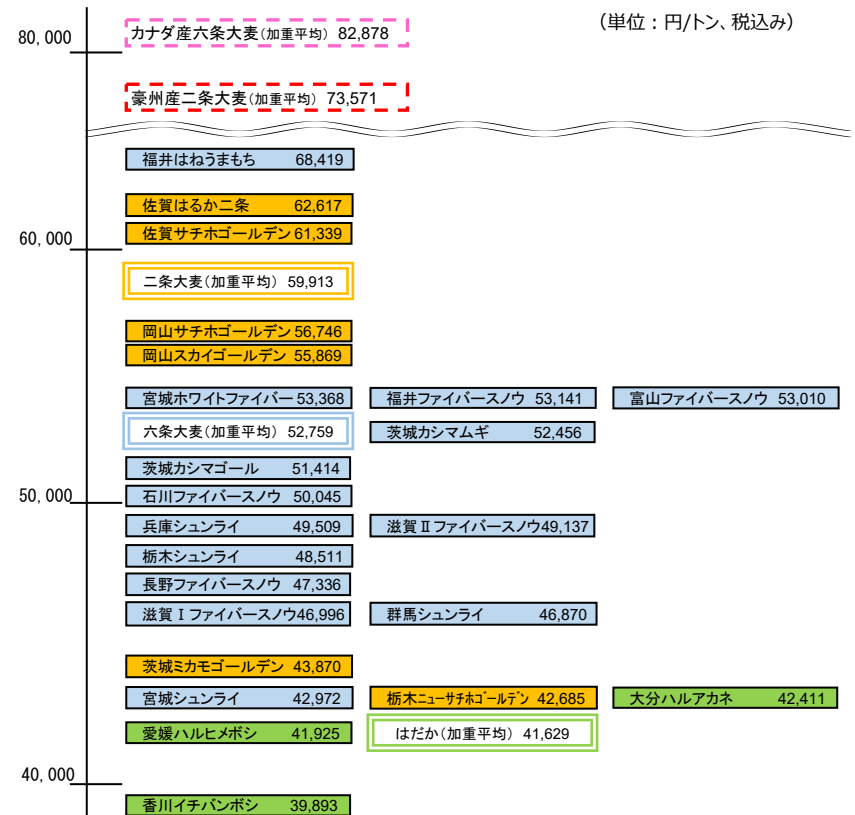 （単位：円/トン、税込み）
80,000
カナダ産六条大麦(加重平均) 82,878
豪州産二条大麦(加重平均) 73,571
福井はねうまもち 68,419
佐賀はるか二条 62,617
佐賀サチホゴールデン 61,339
60,000
二条大麦(加重平均) 59,913
岡山サチホゴールデン 56,746
岡山スカイゴールデン 55,869
宮城ホワイトファイバー 53,368 福井ファイバースノウ 53,141 富山ファイバースノウ 53,010
六条大麦(加重平均) 52,759 茨城カシマムギ 52,456
茨城カシマゴール 51,414
50,000 石川ファイバースノウ 50,045
兵庫シュンライ 49,509 滋賀Ⅱファイバースノウ 49,137
栃木シュンライ 48,511
長野ファイバースノウ 47,336
滋賀Ⅰファイバースノウ 46,996 群馬シュンライ 46,870
茨城ミカモゴールデン 43,870
宮城シュンライ 42,972 栃木ニューサチホゴールデン 42,685 大分ハルアカネ 42,411
愛媛ハルヒメボシ 41,925 はだか(加重平均) 41,629
40,000
香川イチバンボシ 39,893